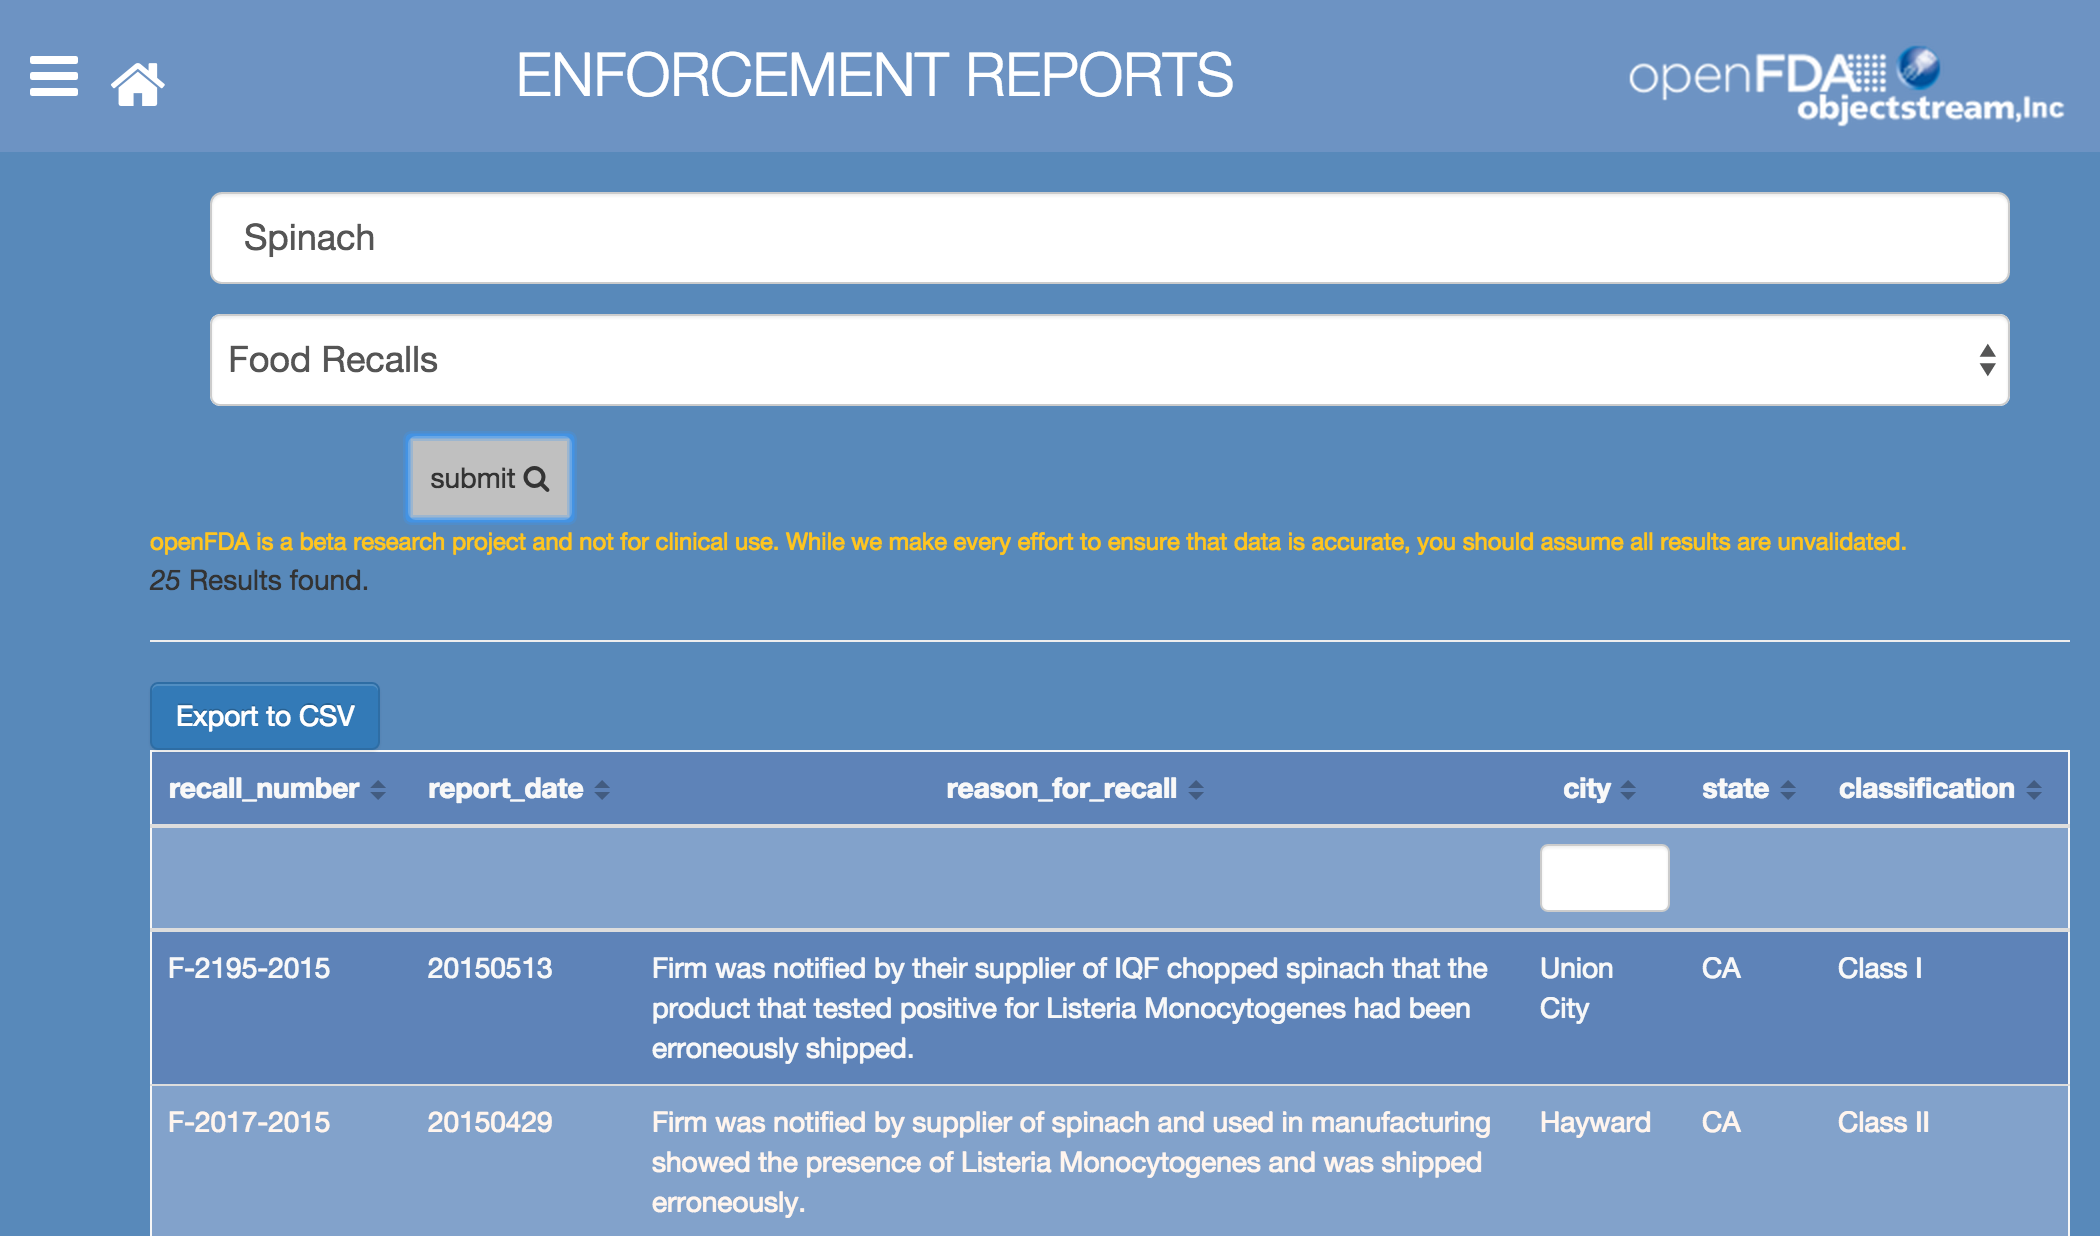 ENFORCEMENT REPORTS
openFDA
objectstream,Inc
Spinach
Food Recalls
submit
openFDA is a beta research project and not for clinical use. While we make every effort to ensure that data is accurate, you should assume all results are unvalidated.
25 Results found.
Export to CSV
recall_number report_date reason_for_recall city state classification
F-2195-2015 20150513 Firm was notified by their supplier of IQF chopped spinach that the Union CA Class I
product that tested positive for Listeria Monocytogenes had been City
erroneously shipped.
F-2017-2015 20150429 Firm was notified by supplier of spinach and used in manufacturing Hayward CA Class II
showed the presence of Listeria Monocytogenes and was shipped
erroneously.